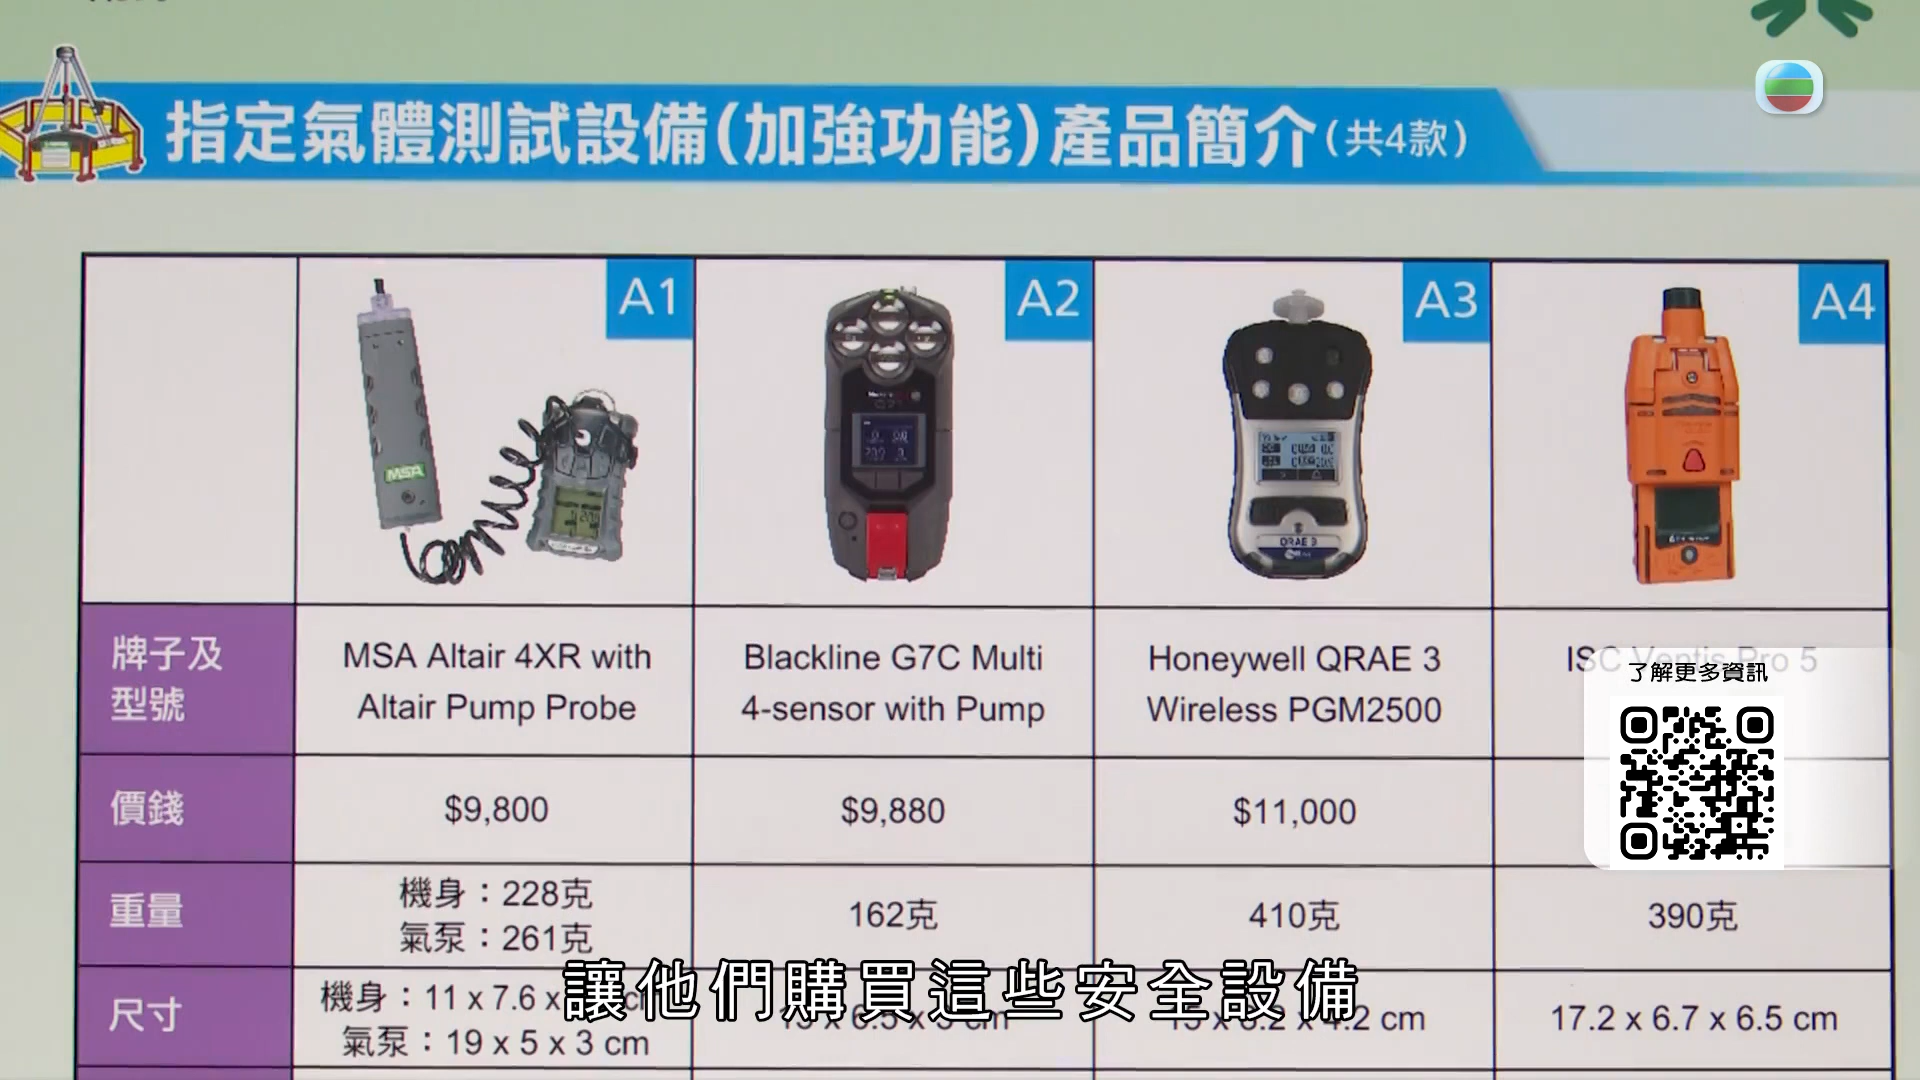 指定氣體測試設備(加強功能)產品簡介(共4款)
A1
A2
A3
A4
MSA
QRAE 3
牌子及
型號
MSA Altair 4XR with
Altair Pump Probe
Blackline G7C Multi
4-sensor with Pump
Honeywell QRAE 3
Wireless PGM2500
ISC Ventis Pro 5
了解更多資訊
價錢
$9,800
$9,880
$11,000
重量
機身：228克
氣泵：261克
162克
410克
390克
尺寸
機身：11 x 7.6 x
氣泵：19 x 5 x 3 cm
17.2 x 6.7 x 6.5 cm
讓他們購買這些安全設備